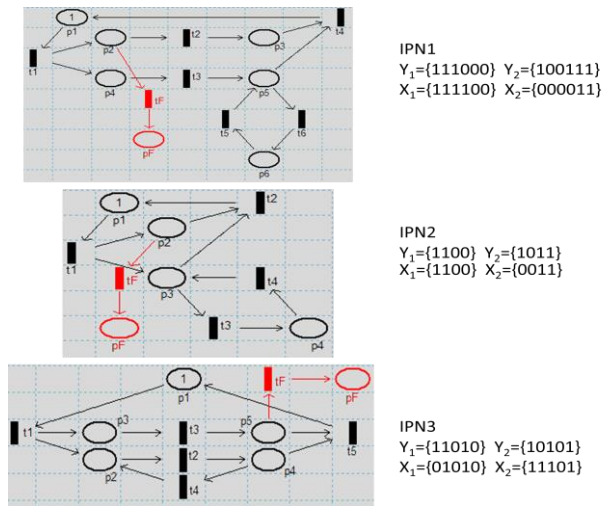 1
p1
t4
t2
p2
p3
t1
t3
p4
p5
tF
t5
t6
pF
p6
IPN1
Y₁={111000} Y₂={100111}
X₁={111100} X₂={000011}
1
p1
t2
p2
t1
tF
p3
t4
t3
pF
p4
IPN2
Y₁={1100} Y₂={1011}
X₁={1100} X₂={0011}
1
p1
tF
pF
p3
p5
t1
t3
t5
t2
p2
p4
t4
IPN3
Y₁={11010} Y₂={10101}
X₁={01010} X₂={11101}